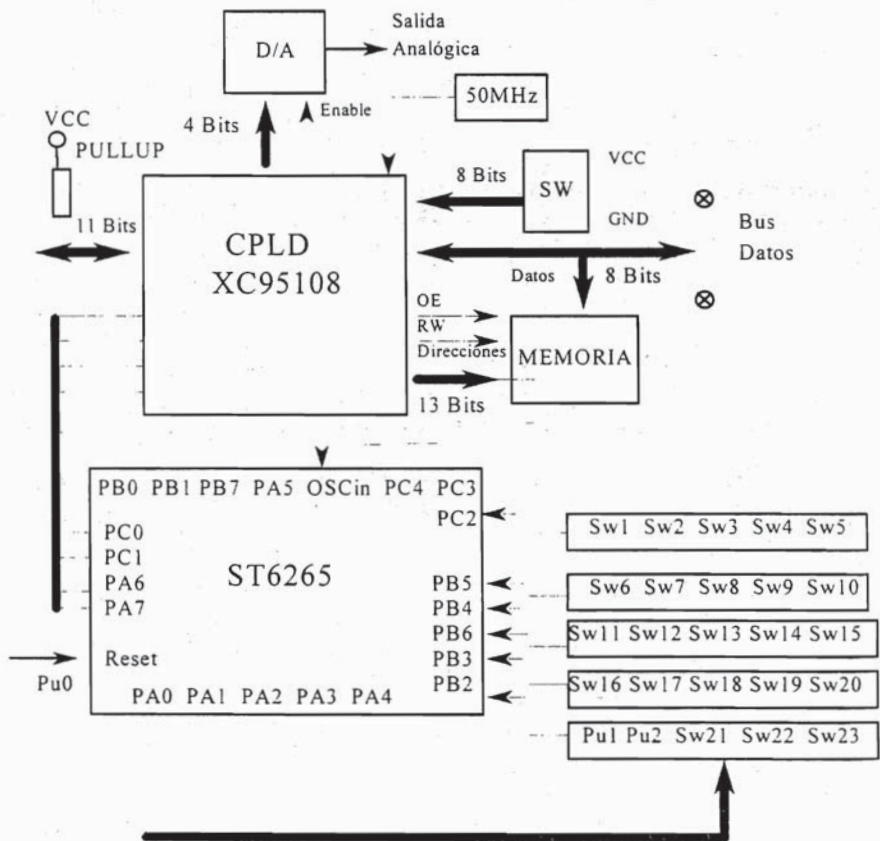 Salida
Analógica
D/A
50MHz
Enable
4 Bits
VCC
PULLUP
11 Bits
CPLD
XC95108
8 Bits
SW
VCC
GND
Bus
Datos
Datos
8 Bits
OE
RW
Direcciones
13 Bits
MEMORIA
PB0 PB1 PB7 PA5 OSCin PC4 PC3
PC2
PC0
PC1
PA6
PA7
ST6265
PB5
PB4
PB6
PB3
PB2
Reset
Pu0
PA0 PA1 PA2 PA3 PA4
Sw1 Sw2 Sw3 Sw4 Sw5
Sw6 Sw7 Sw8 Sw9 Sw10
Sw11 Sw12 Sw13 Sw14 Sw15
Sw16 Sw17 Sw18 Sw19 Sw20
Pu1 Pu2 Sw21 Sw22 Sw23